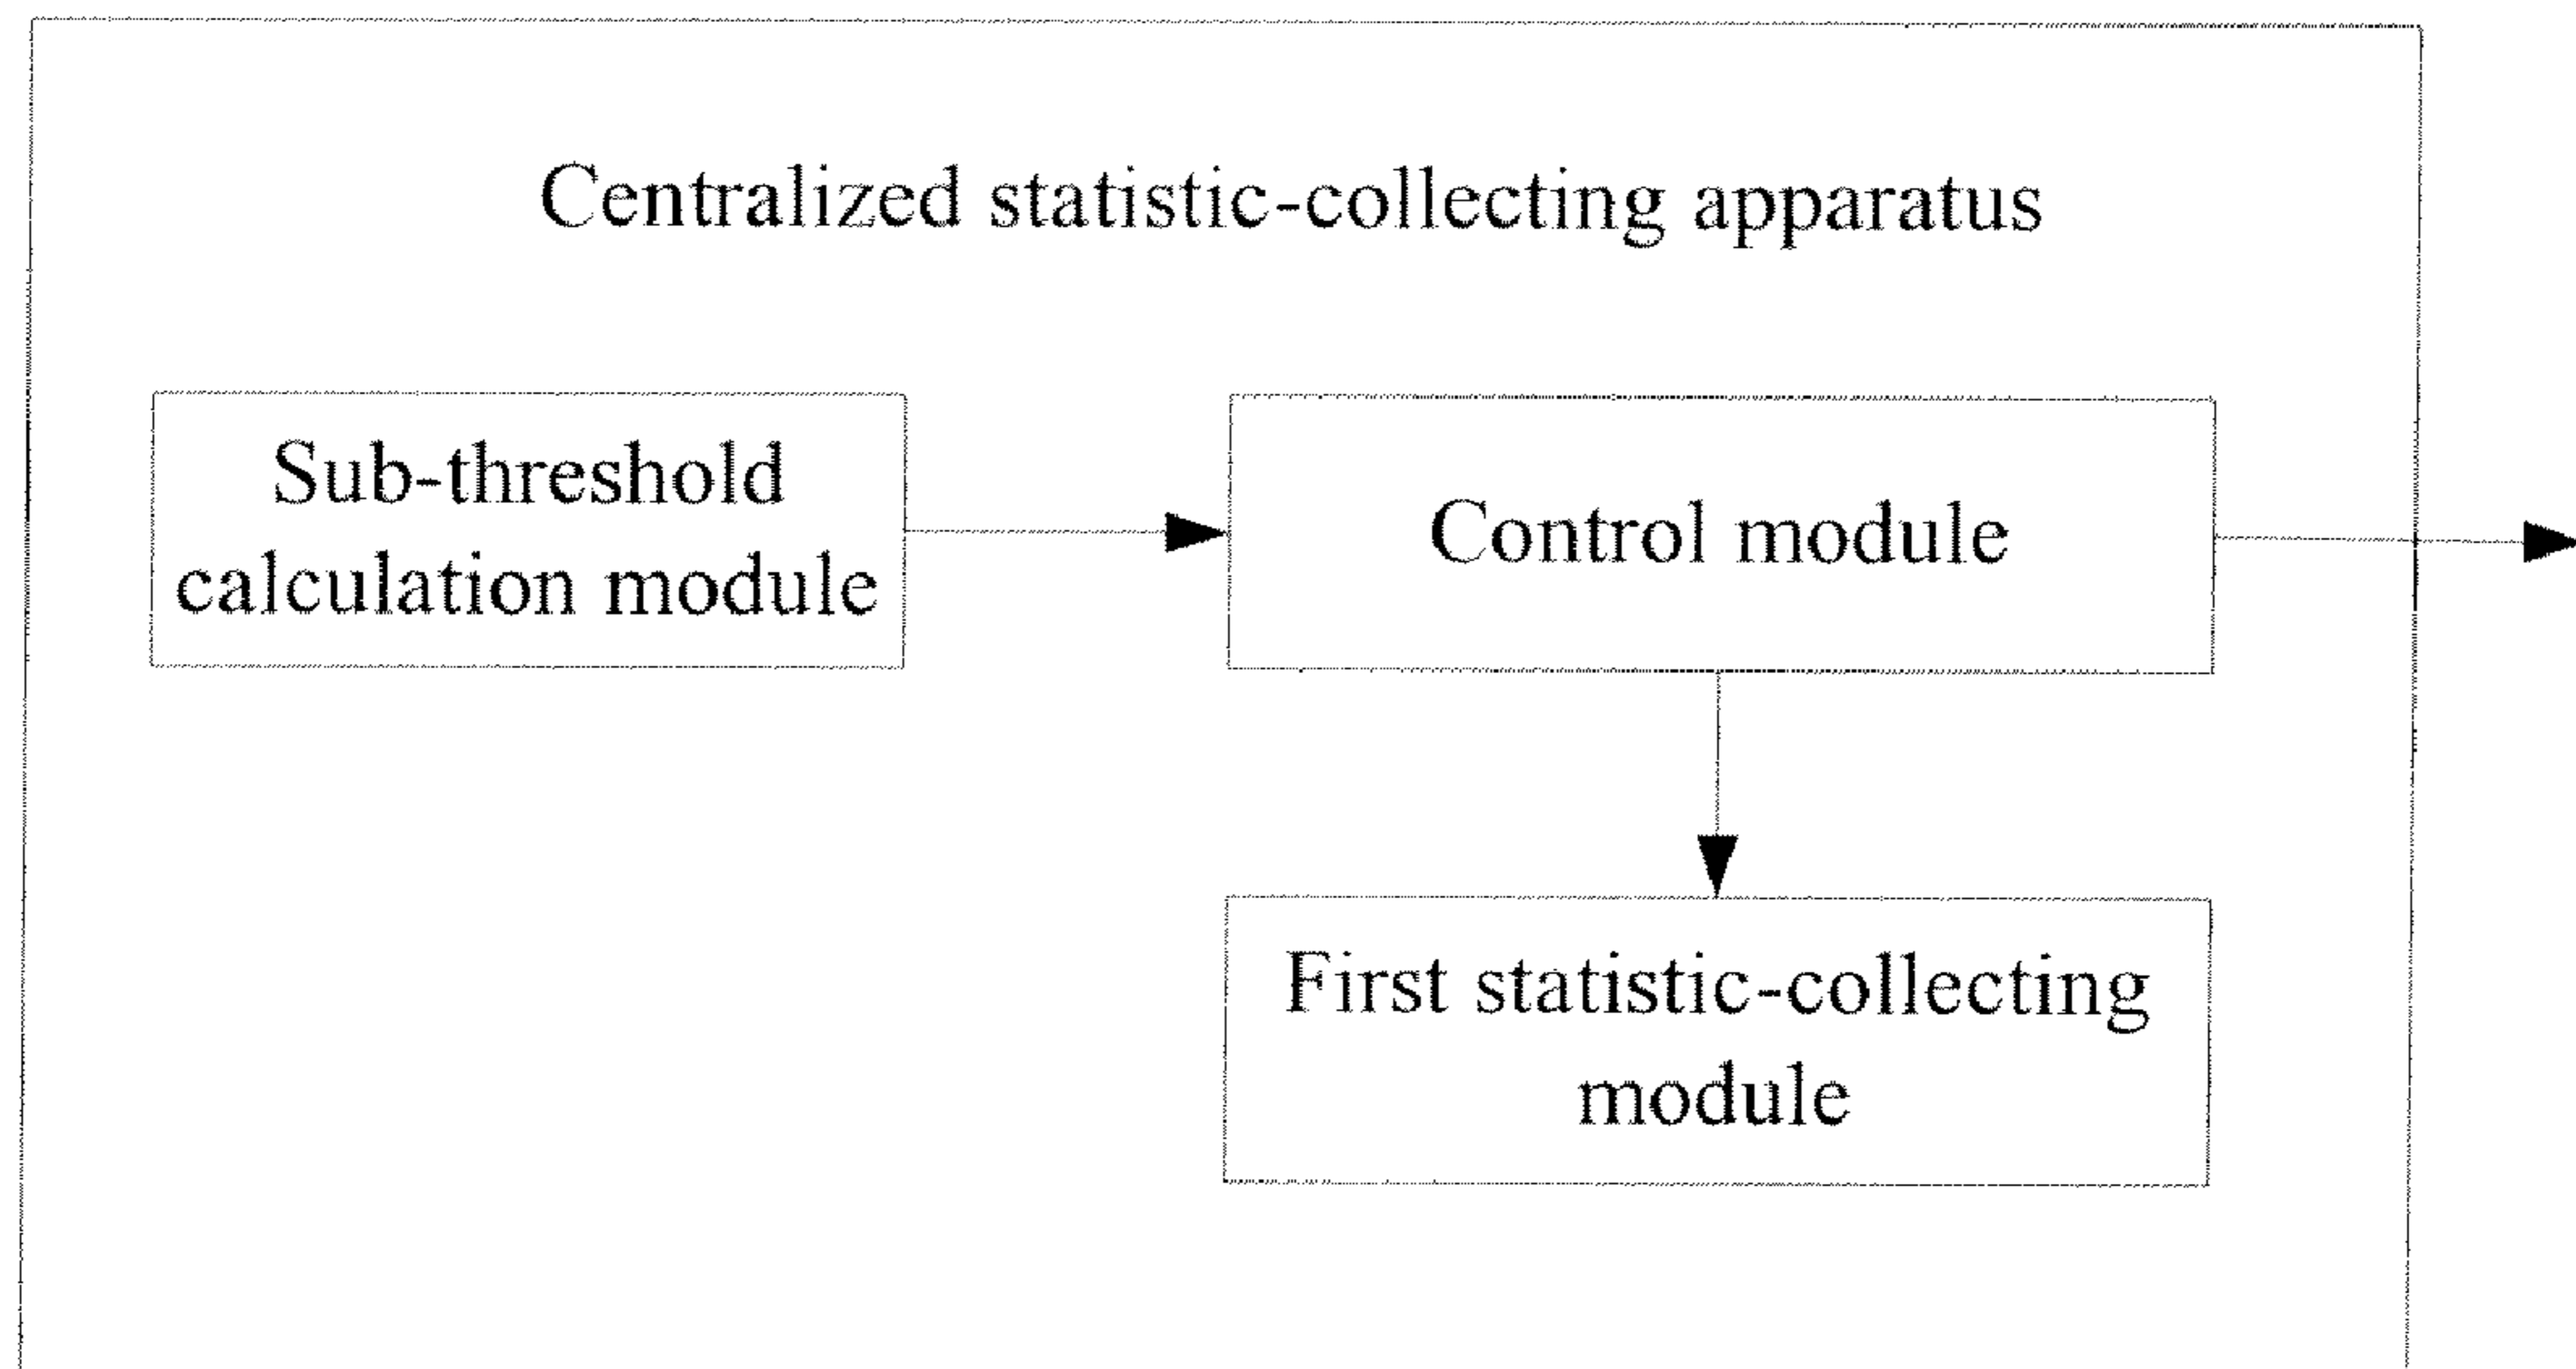 Centralized statistic-collecting apparatus
Sub-threshold
calculation module
Control module
First statistic-collecting
module